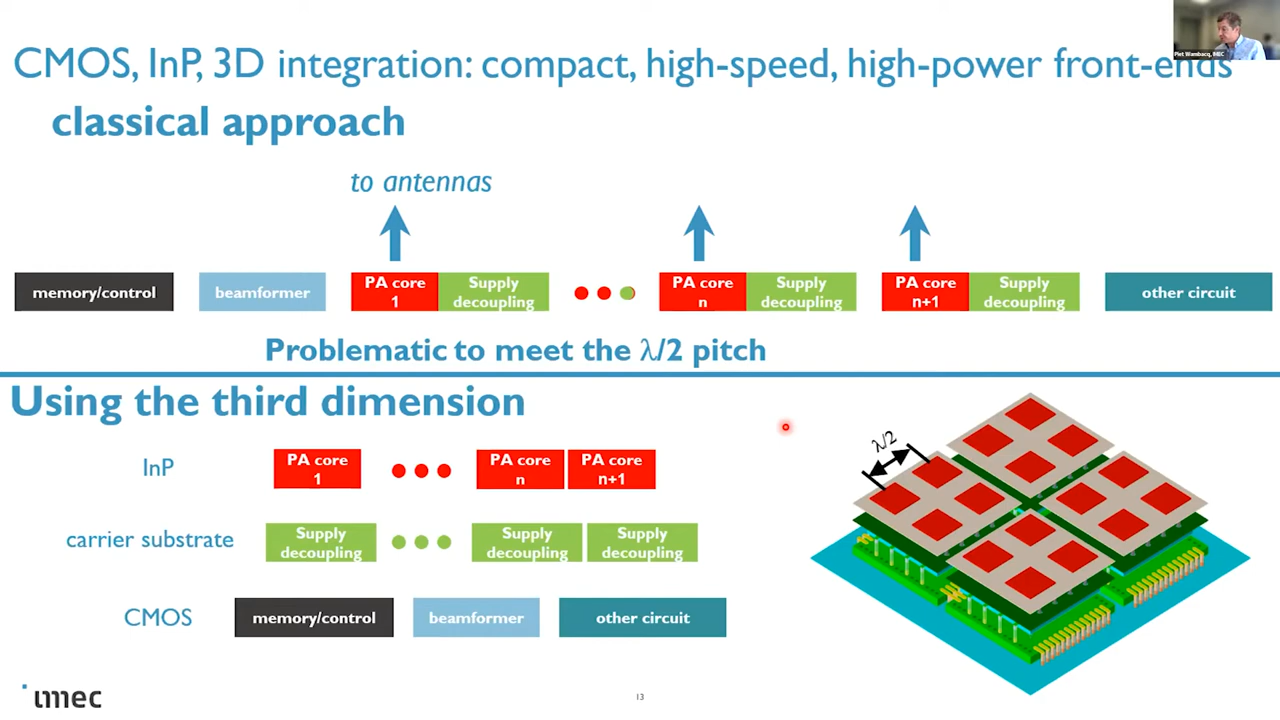 CMOS, InP, 3D integration: compact, high-speed, high-power front-ends
Piet Wambacq, IMEC
classical approach
to antennas
memory/control
beamformer
PA core
1
Supply
decoupling
PA core
n
Supply
decoupling
PA core
n+1
Supply
decoupling
other circuit
Problematic to meet the λ/2 pitch
Using the third dimension
InP
PA core
1
PA core
n
PA core
n+1
carrier substrate
Supply
decoupling
Supply
decoupling
Supply
decoupling
CMOS
memory/control
beamformer
other circuit
λ/2
imec
13